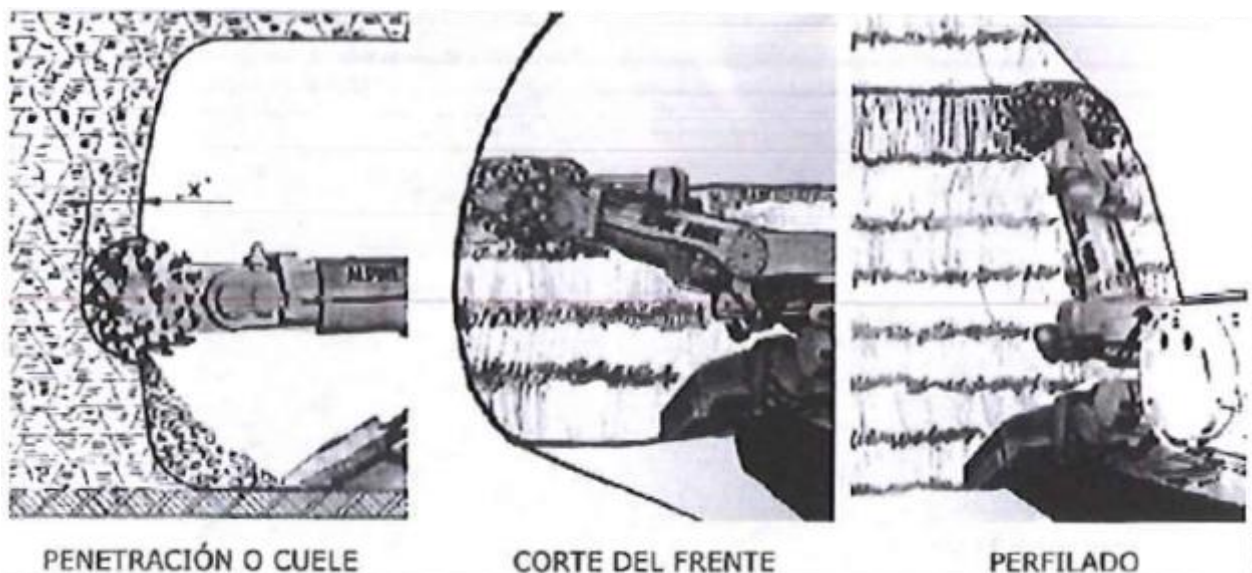 "X"
PENETRACIÓN O CUELE
CORTE DEL FRENTE
PERFILADO